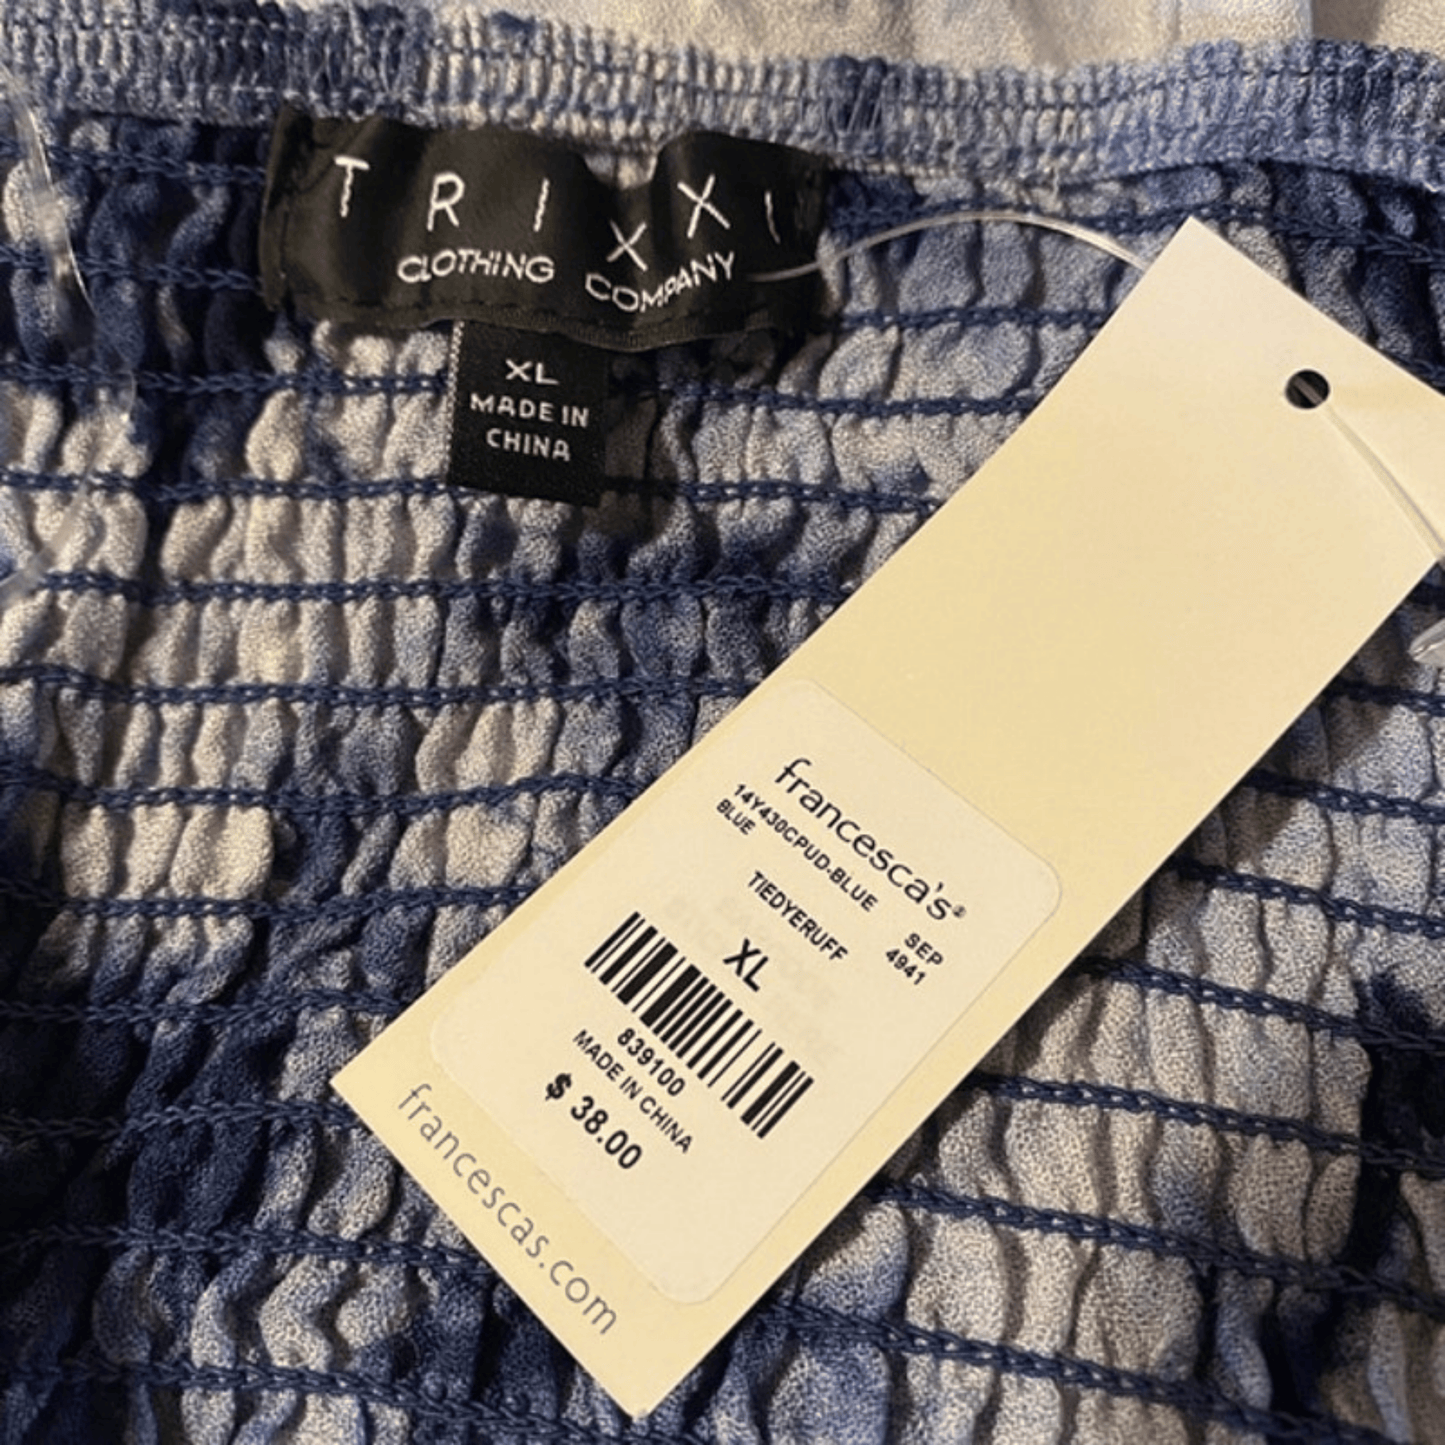 TRIXXI
CLOTHING COMPANY
XL
MADE IN
CHINA
francesca's®
14Y430CPUD-BLUE
BLUE
SEP
TIEDYERUFF 4941
XL
839100
MADE IN CHINA
$ 38.00
francescas.com